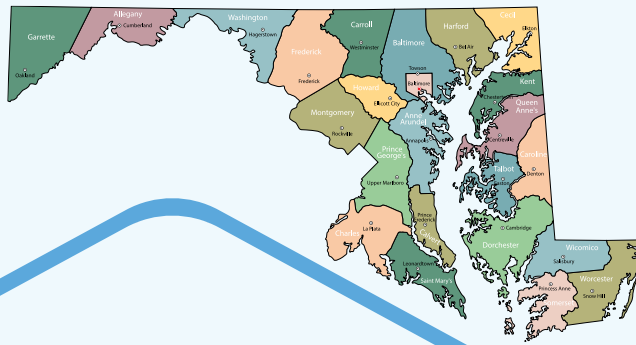 Garrette
Oakland
Allegany
Cumberland
Washington
Hagerstown
Frederick
Frederick
Carroll
Westminster
Baltimore
Towson
Baltimore
Harford
Bel Air
Cecil
Elkton
Howard
Ellicott City
Montgomery
Rockville
Anne
Arundel
Annapolis
Prince
George's
Upper Marlboro
Kent
Queen
Anne's
Centreville
Caroline
Denton
Talbot
Charles
La Plata
Prince
Frederick
Calvert
Leonardtown
Saint Mary's
Dorchester
Cambridge
Wicomico
Salisbury
Worcester
Snow Hill
Princess Anne